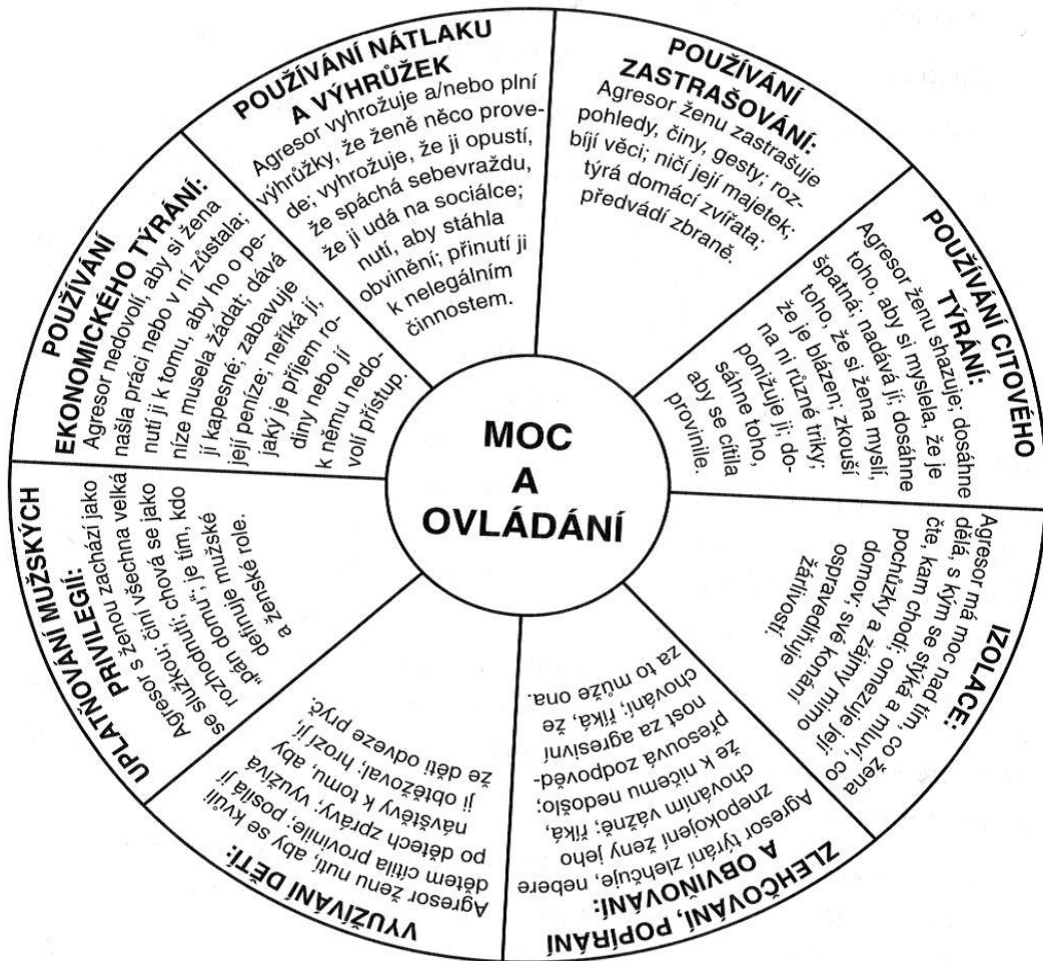 MOC
A
OVLÁDÁNÍ
POUŽÍVÁNÍ NÁTLAKU
A VÝHRŮŽEK
Agresor vyhrožuje a/nebo plní
výhrůžky, že ženě něco prove-
de; vyhrožuje, že ji opustí,
že spáchá sebevraždu,
že ji udá na sociálce;
nutí, aby stáhla
obvinění; přinutí ji
k nelegálním
činnostem.
POUŽÍVÁNÍ
ZASTRAŠOVÁNÍ:
Agresor ženu zastrašuje
pohledy, činy, gesty; roz-
bíjí věci; ničí její majetek;
týrá domácí zvířata;
předvádí zbraně.
POUŽÍVÁNÍ CITOVÉHO
TÝRÁNÍ:
Agresor ženu shazuje; dosáhne
toho, aby si myslela, že je
špatná; nadává jí; dosáhne
toho, že si žena myslí,
že je blázen; zkouší
na ní různé triky;
ponižuje ji; do-
sáhne toho,
aby se cítila
provinile.
IZOLACE:
Agresor má moc nad tím, co žena
dělá, s kým se stýká a mluví, co
čte, kam chodí; omezuje její
pochůzky a zájmy mimo
domov; své konání
ospravedlňuje
žárlivostí.
ZLEHČOVÁNÍ, POPÍRÁNÍ
A OBVIŇOVÁNÍ:
Agresor týrání zlehčuje, nebere
znepokojení ženy jeho
chováním vážně; říká,
že k ničemu nedošlo;
přesouvá zodpověd-
nost za agresivní
chování; říká, že
za to může ona.
VYUŽÍVÁNÍ DĚTÍ:
Agresor ženu nutí, aby se kvůli
dětem cítila provinile; posílá jí
po dětech zprávy, využívá
návštěvy k tomu, aby
ji obtěžoval; hrozí jí,
že děti odveze pryč.
UPLATŇOVÁNÍ MUŽSKÝCH
PRIVILEGIÍ:
Agresor s ženou zachází jako
se služkou; činí všechna velká
rozhodnutí; chová se jako
„pán domu“, je tím, kdo
definuje mužské
a ženské role.
POUŽÍVÁNÍ
EKONOMICKÉHO TÝRÁNÍ:
Agresor nedovolí, aby si žena
našla práci nebo v ní zůstala;
nutí ji k tomu, aby ho o pe-
níze musela žádat; dává
jí kapesné; zabavuje
její peníze; neříká jí,
jaký je příjem ro-
diny nebo jí
k němu nedo-
volí přístup.